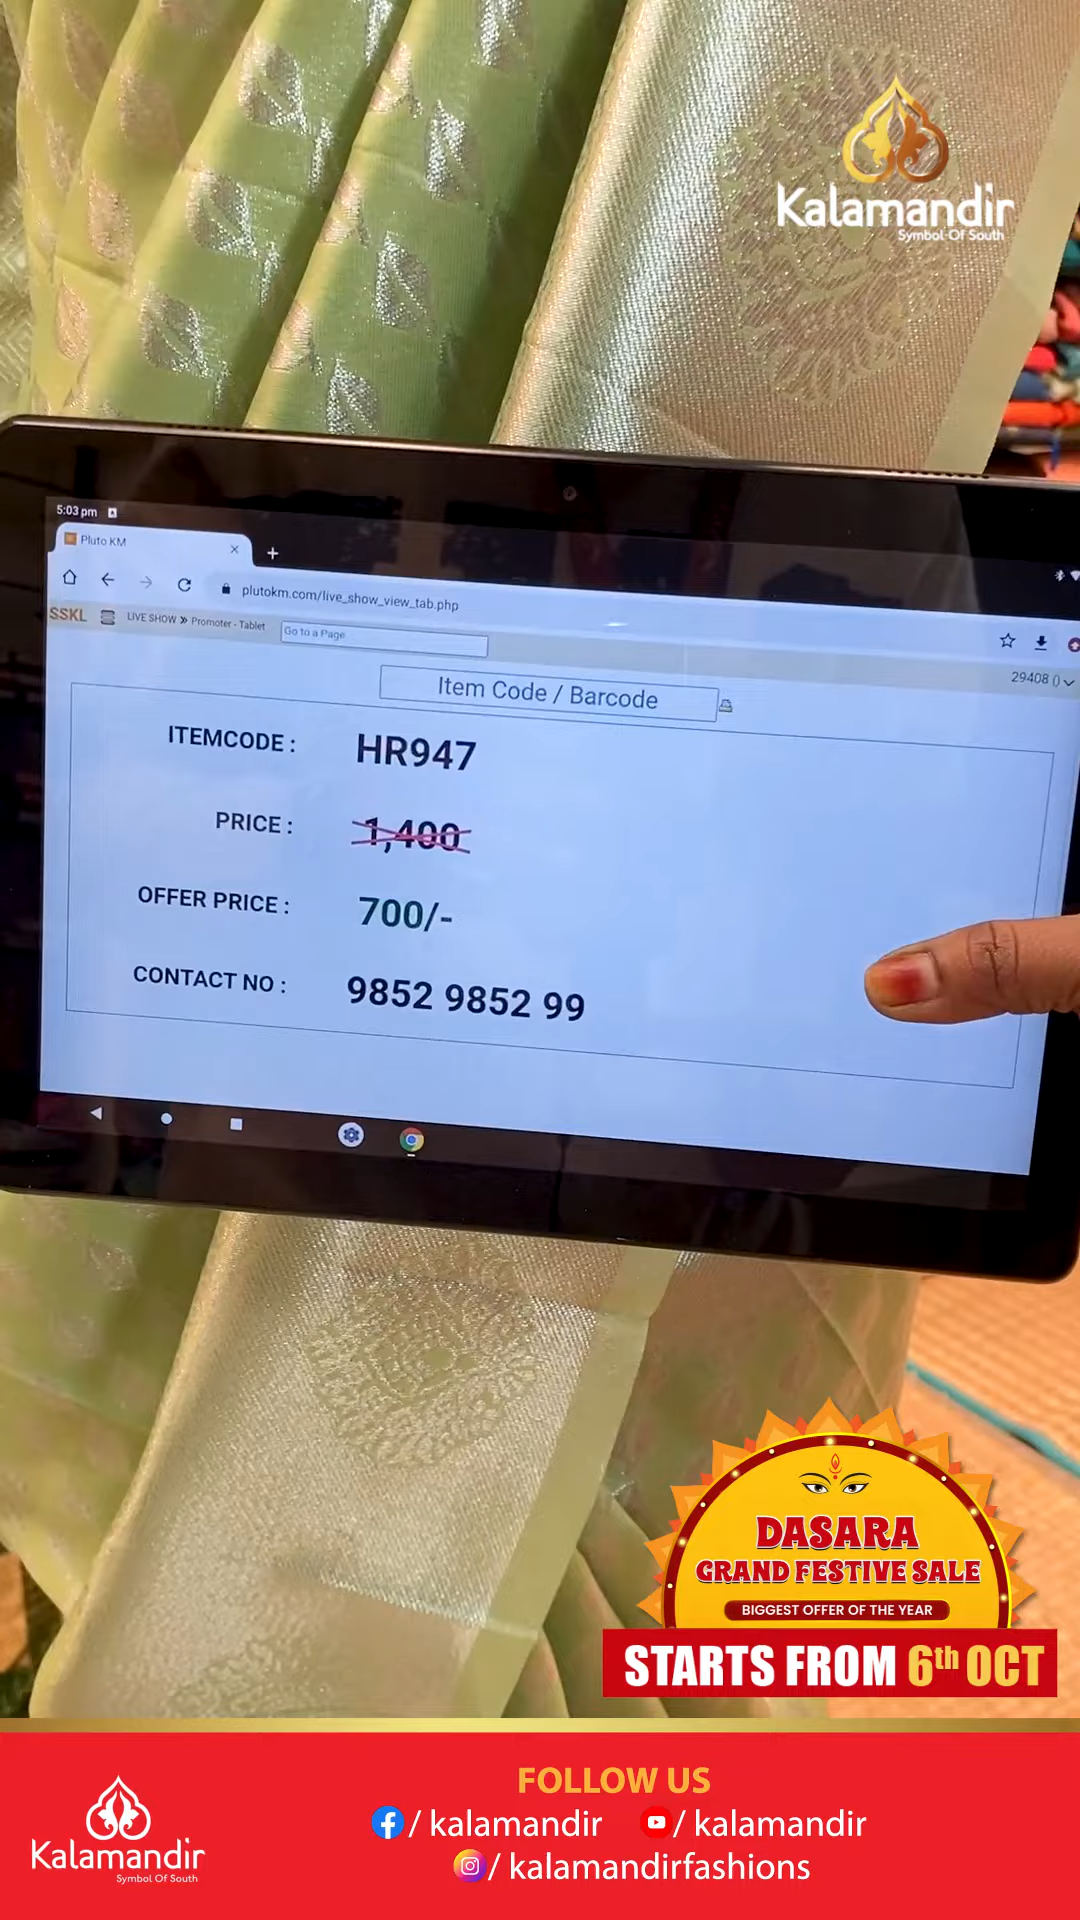 Kalamandir
Symbol Of South
5:03 pm
Pluto KM
plutokm.com/live_show_view_tab.php
SSKL LIVE SHOW » Promoter - Tablet Go to a Page
29408 ()
Item Code / Barcode
ITEMCODE : HR947
PRICE : 1,400
OFFER PRICE : 700/-
CONTACT NO : 9852 9852 99
DASARA
GRAND FESTIVE SALE
BIGGEST OFFER OF THE YEAR
STARTS FROM 6th OCT
FOLLOW US
/ kalamandir / kalamandir
/ kalamandirfashions
Kalamandir
Symbol Of South